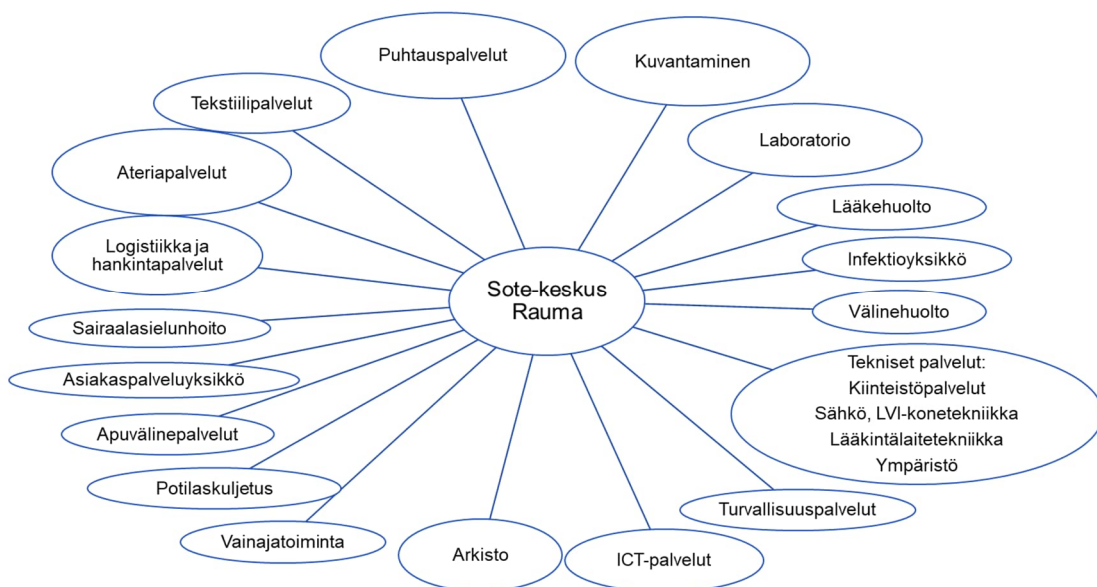 Puhtauspalvelut
Kuvantaminen
Tekstiilipalvelut
Laboratorio
Ateriapalvelut
Lääkehuolto
Logistiikka ja
hankintapalvelut
Infektioyksikkö
Sote-keskus
Rauma
Välinehuolto
Sairaalasielunhoito
Tekniset palvelut:
Kiinteistöpalvelut
Sähkö, LVI-konetekniikka
Lääkintälaitetekniikka
Ympäristö
Asiakaspalveluyksikkö
Apuvälinepalvelut
Potilaskuljetus
Turvallisuuspalvelut
Vainajatoiminta
Arkisto
ICT-palvelut